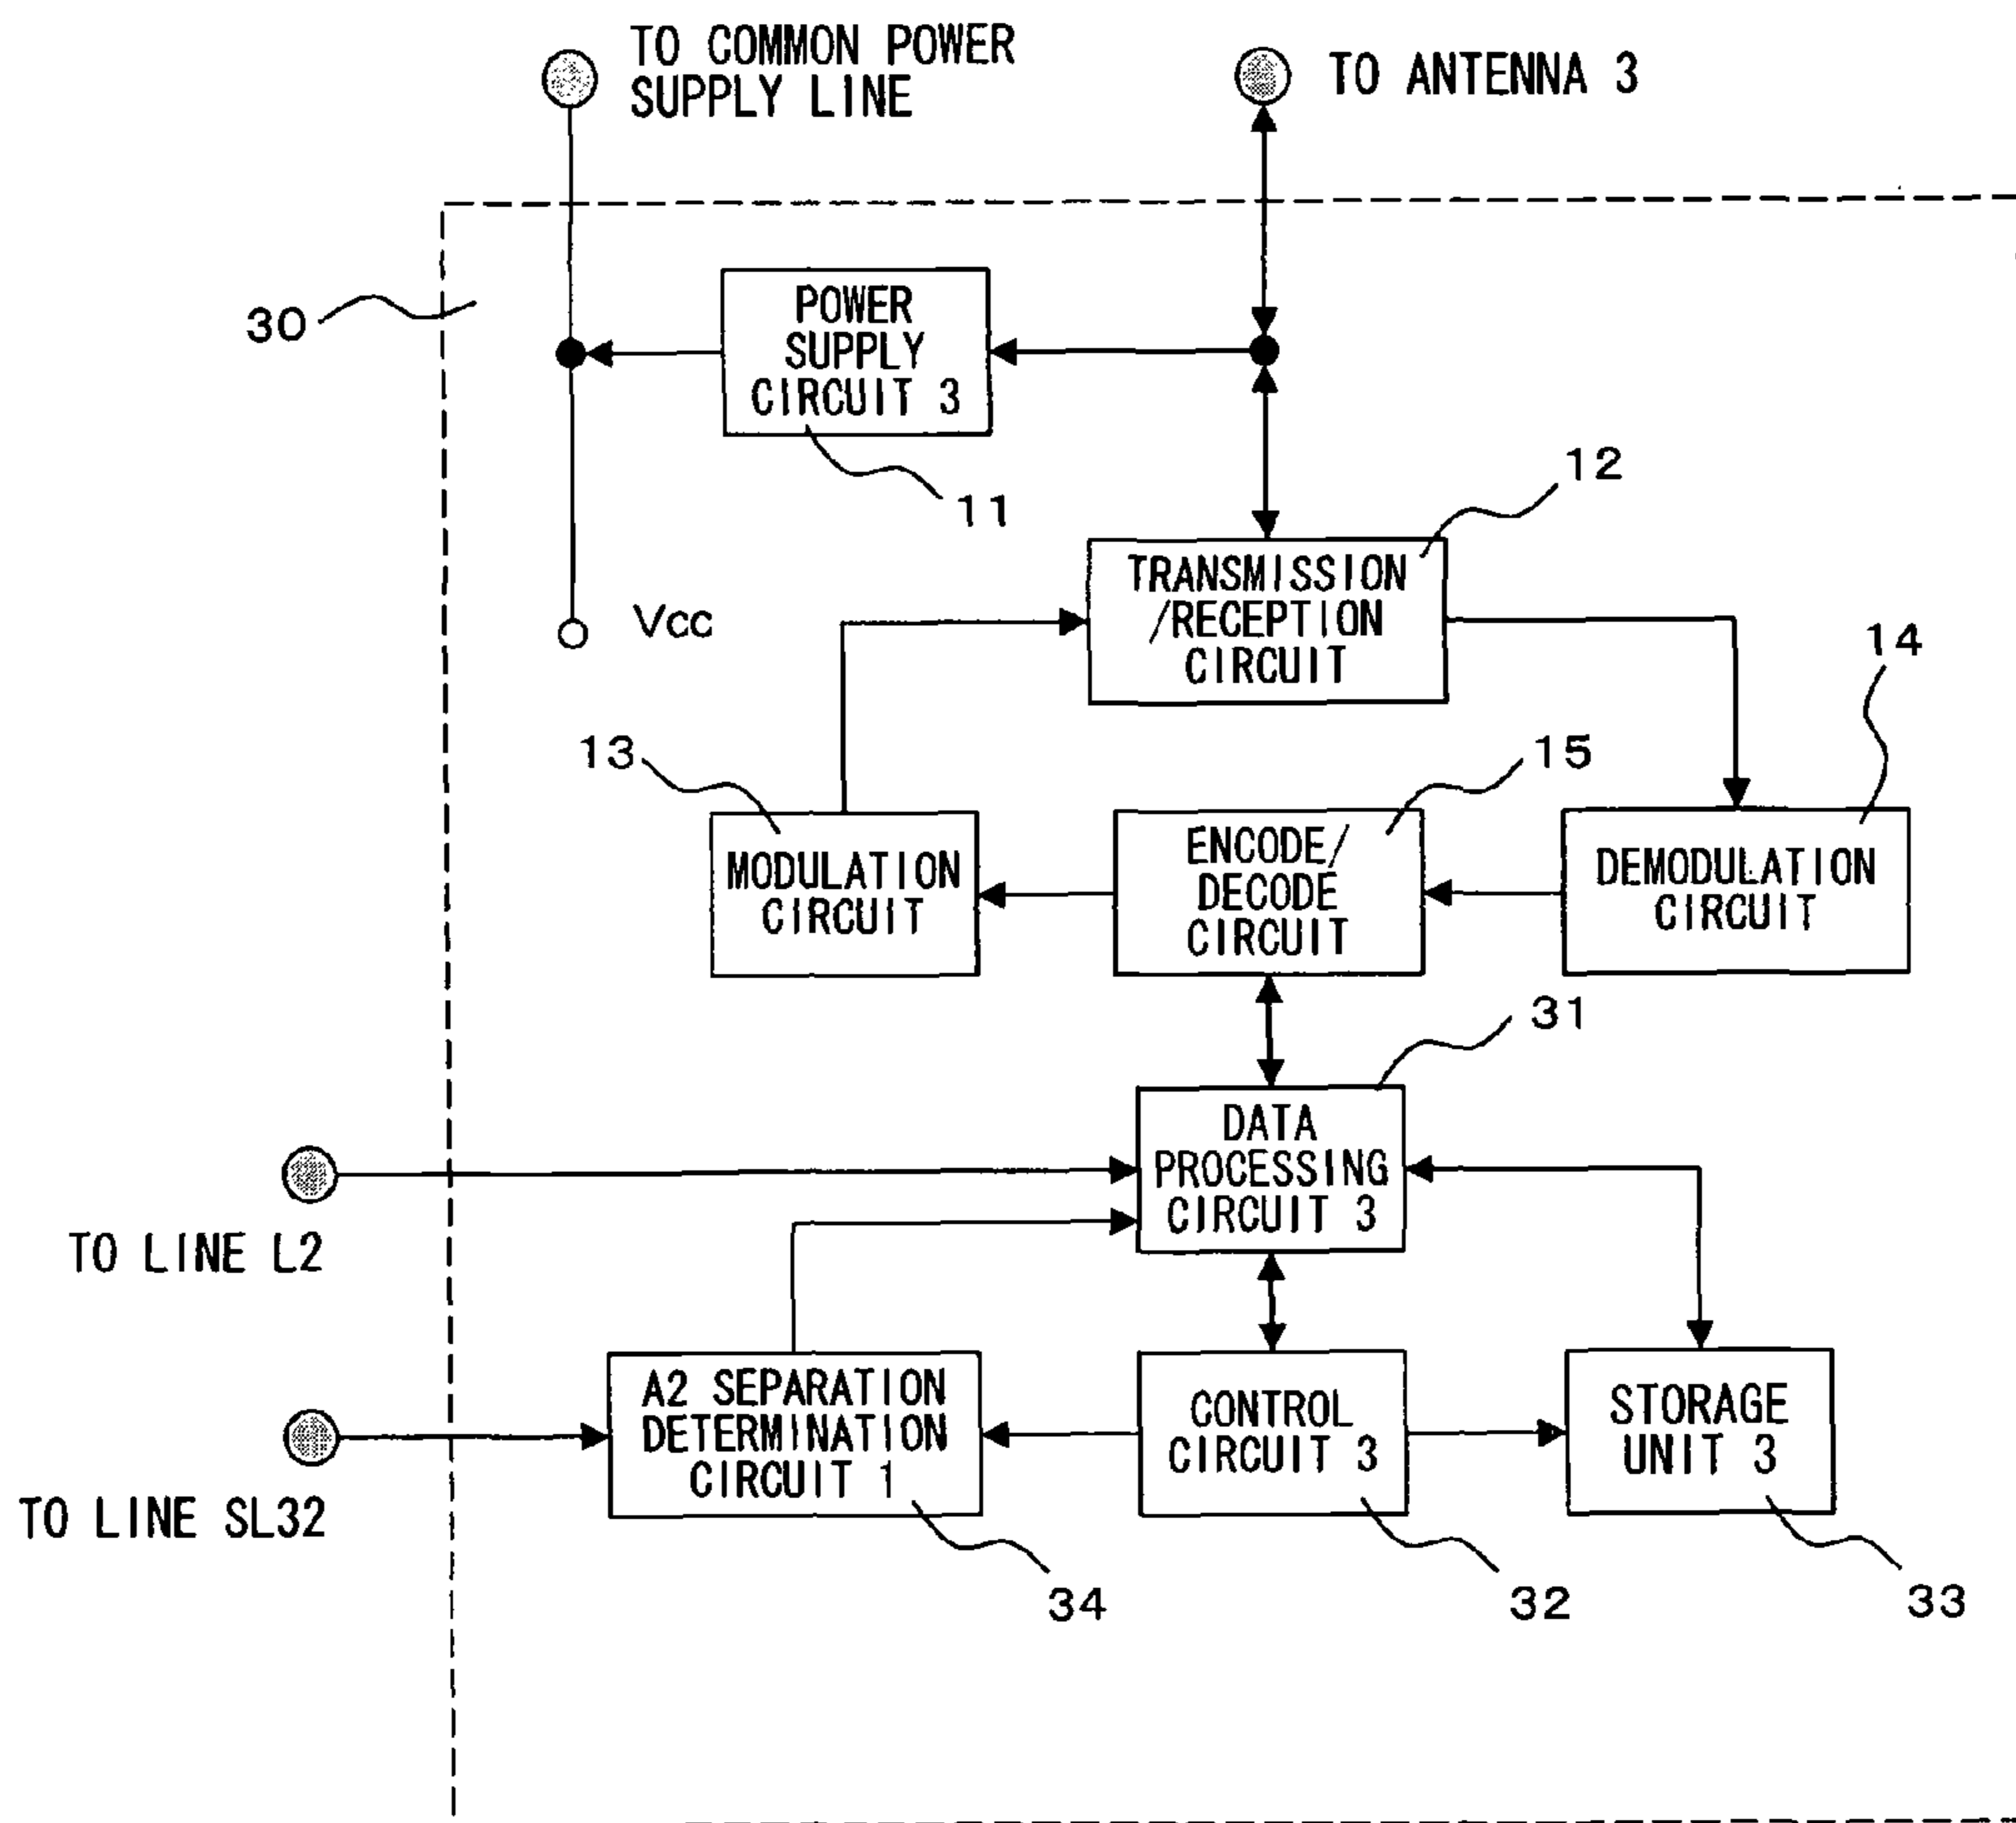 TO COMMON POWER
SUPPLY LINE
TO ANTENNA 3
30
POWER
SUPPLY
CIRCUIT 3
11
12
TRANSMISSION
/RECEPTION
CIRCUIT
Vcc
14
13
15
MODULATION
CIRCUIT
ENCODE/
DECODE
CIRCUIT
DEMODULATION
CIRCUIT
31
DATA
PROCESSING
CIRCUIT 3
TO LINE L2
A2 SEPARATION
DETERMINATION
CIRCUIT 1
CONTROL
CIRCUIT 3
STORAGE
UNIT 3
TO LINE SL32
34
32
33